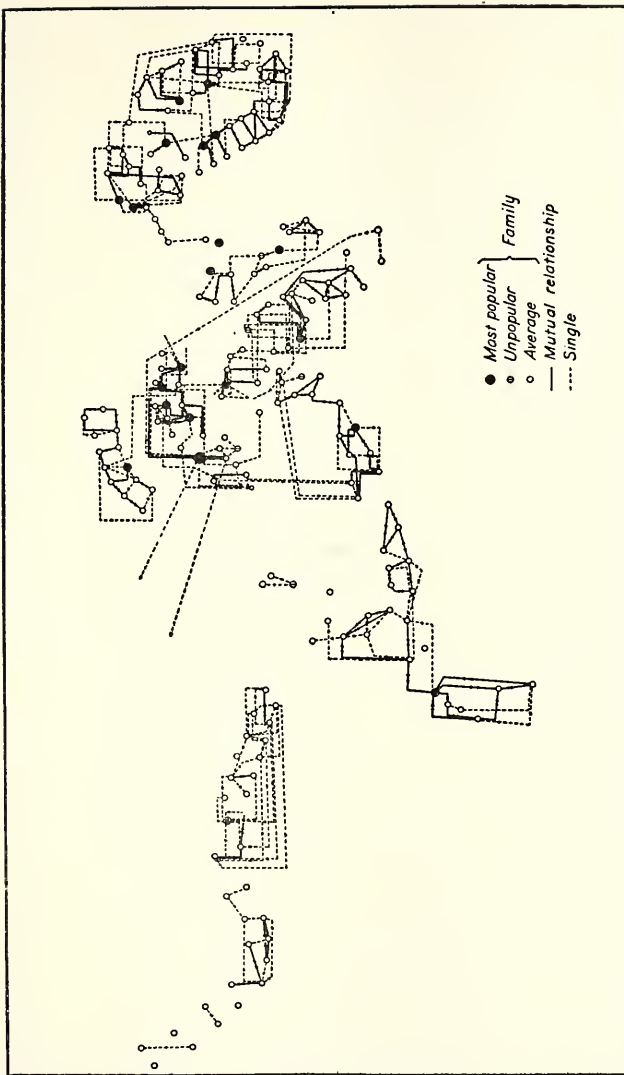 Most popular
Unpopular
Average
Family
Mutual relationship
Single